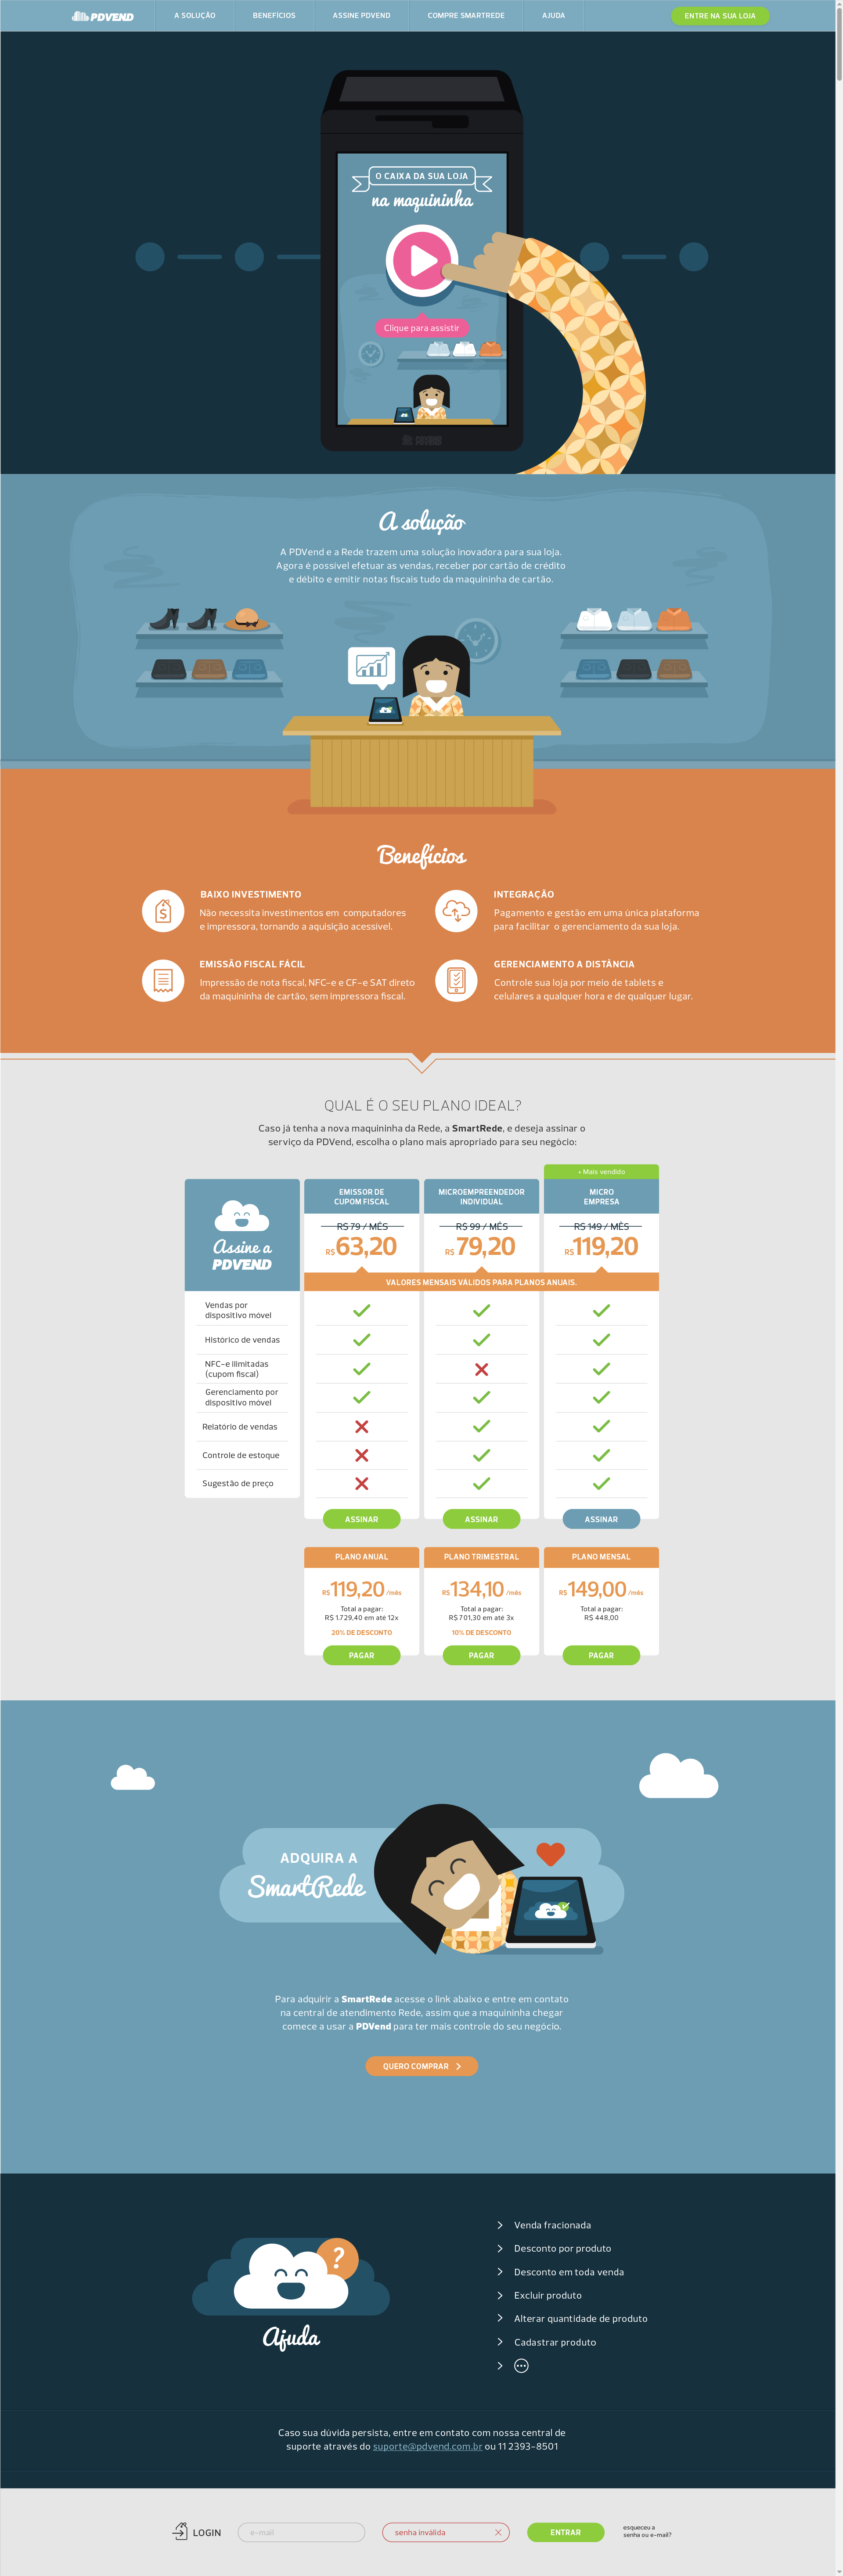 PDVEND
A SOLUÇÃO
BENEFÍCIOS
ASSINE PDVEND
COMPRE SMARTREDE
AJUDA
ENTRE NA SUA LOJA
O CAIXA DA SUA LOJA
na maquininha
Clique para assistir
A solução
A PDVend e a Rede trazem uma solução inovadora para sua loja.
Agora é possível efetuar as vendas, receber por cartão de crédito
e débito e emitir notas fiscais tudo da maquininha de cartão.
Benefícios
BAIXO INVESTIMENTO
Não necessita investimentos em computadores
e impressora, tornando a aquisição acessível.
INTEGRAÇÃO
Pagamento e gestão em uma única plataforma
para facilitar o gerenciamento da sua loja.
EMISSÃO FISCAL FÁCIL
Impressão de nota fiscal, NFC-e e CF-e SAT direto
da maquininha de cartão, sem impressora fiscal.
GERENCIAMENTO A DISTÂNCIA
Controle sua loja por meio de tablets e
celulares a qualquer hora e de qualquer lugar.
QUAL É O SEU PLANO IDEAL?
Caso já tenha a nova maquininha da Rede, a SmartRede, e deseja assinar o
serviço da PDVend, escolha o plano mais apropriado para seu negócio:
+ Mais vendido
Assine a
PDVEND
EMISSOR DE
CUPOM FISCAL
MICROEMPREENDEDOR
INDIVIDUAL
MICRO
EMPRESA
R$ 79 / MÊS
R$ 99 / MÊS
R$ 149 / MÊS
R$ 63,20
R$ 79,20
R$ 119,20
VALORES MENSAIS VÁLIDOS PARA PLANOS ANUAIS.
Vendas por
dispositivo móvel
Histórico de vendas
NFC-e ilimitadas
(cupom fiscal)
Gerenciamento por
dispositivo móvel
Relatório de vendas
Controle de estoque
Sugestão de preço
ASSINAR
ASSINAR
ASSINAR
PLANO ANUAL
R$ 119,20 /mês
Total a pagar:
R$ 1.729,40 em até 12x
20% DE DESCONTO
PAGAR
PLANO TRIMESTRAL
R$ 134,10 /mês
Total a pagar:
R$ 701,30 em até 3x
10% DE DESCONTO
PAGAR
PLANO MENSAL
R$ 149,00 /mês
Total a pagar:
R$ 448,00
PAGAR
ADQUIRA A
SmartRede
Para adquirir a SmartRede acesse o link abaixo e entre em contato
na central de atendimento Rede, assim que a maquininha chegar
comece a usar a PDVend para ter mais controle do seu negócio.
QUERO COMPRAR
?
Ajuda
Venda fracionada
Desconto por produto
Desconto em toda venda
Excluir produto
Alterar quantidade de produto
Cadastrar produto
Caso sua dúvida persista, entre em contato com nossa central de
suporte através do suporte@pdvend.com.br ou 11 2393-8501
LOGIN
e-mail
senha inválida
ENTRAR
esqueceu a
senha ou e-mail?